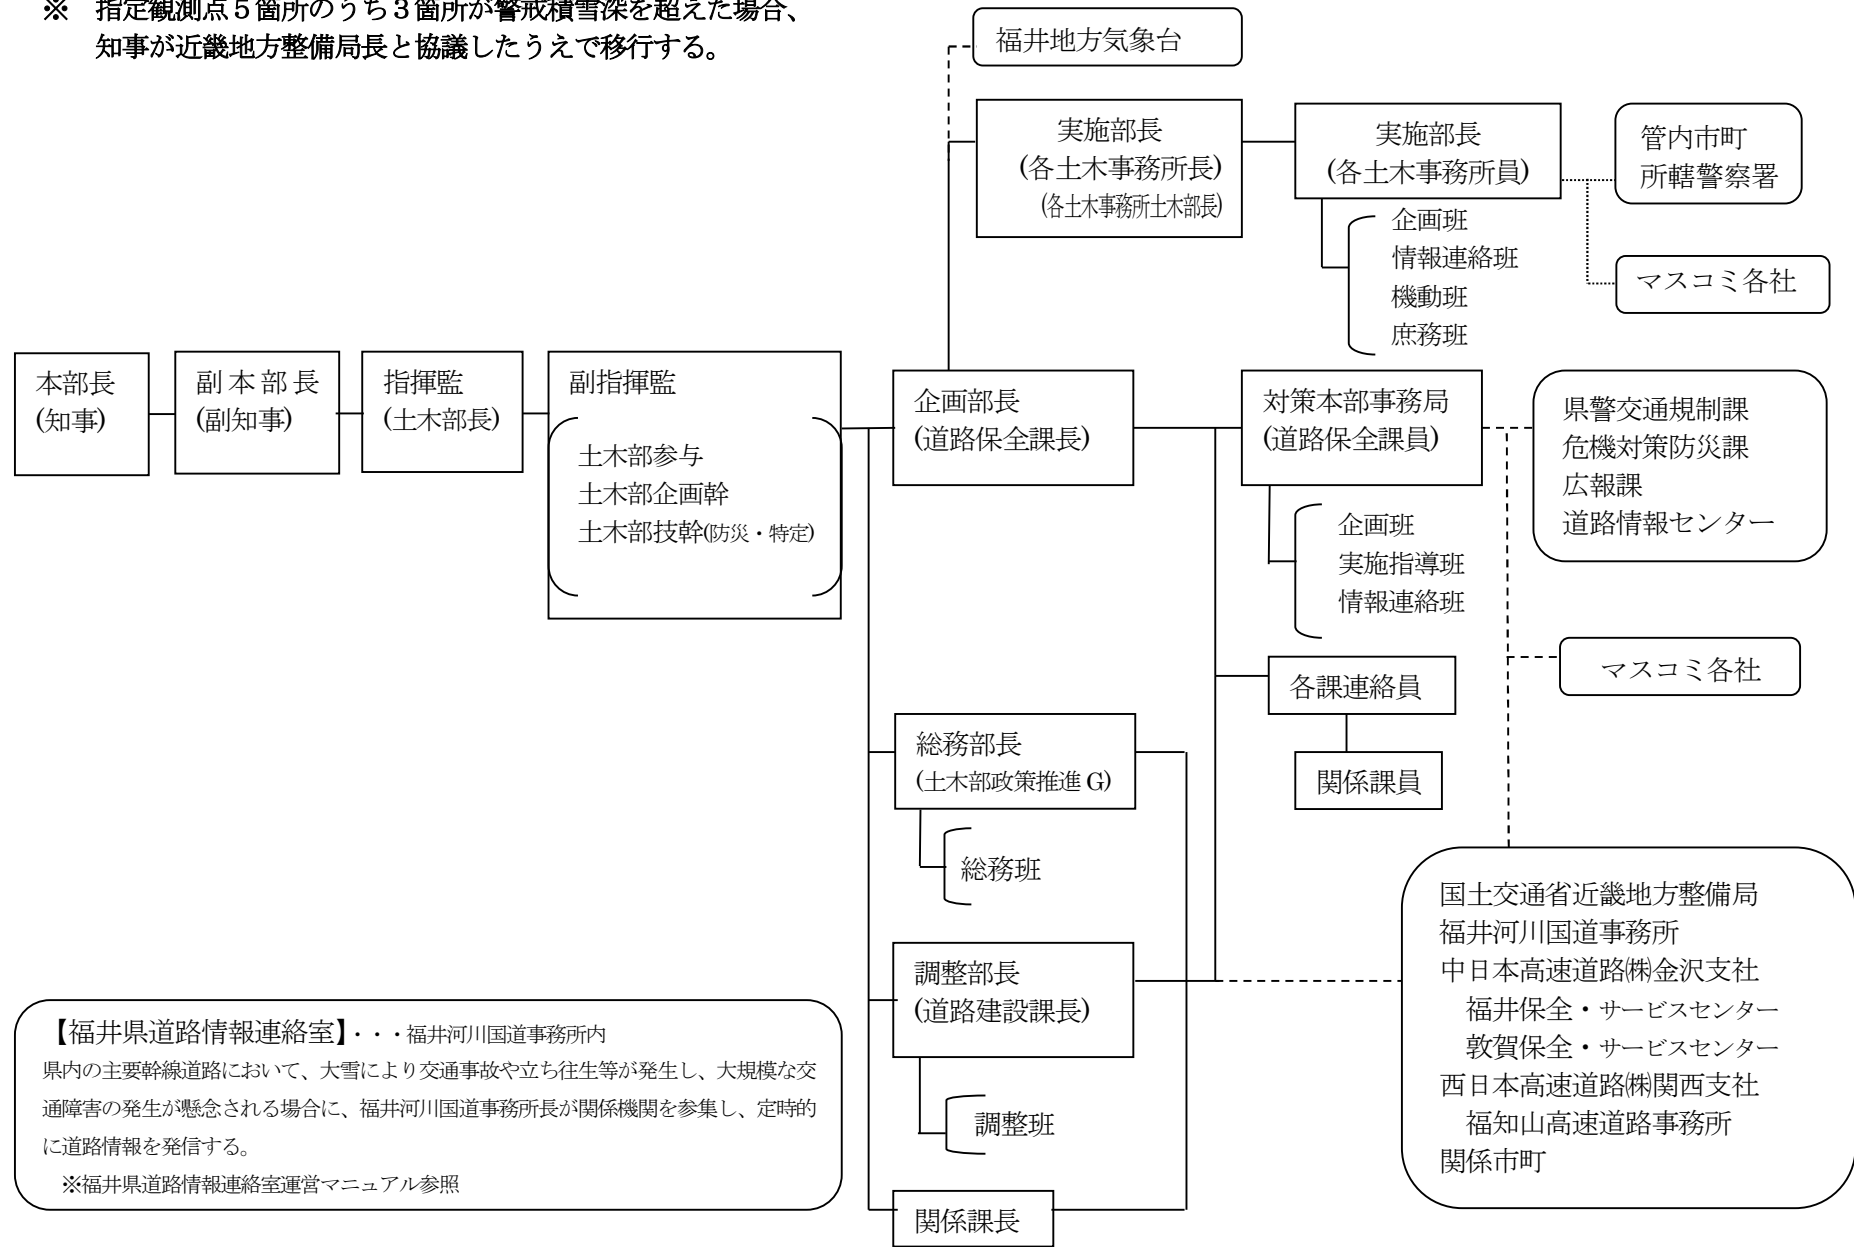 ※　指定観測点５箇所のうち３箇所が警戒積雪深を超えた場合、
知事が近畿地方整備局長と協議したうえで移行する。
福井地方気象台
実施部長
(各土木事務所長)
(各土木事務所土木部長)
実施部長
(各土木事務所員)
管内市町
所轄警察署
企画班
情報連絡班
機動班
庶務班
マスコミ各社
本部長
(知事)
副本部長
(副知事)
指揮監
(土木部長)
副指揮監
土木部参与
土木部企画幹
土木部技幹(防災・特定)
企画部長
(道路保全課長)
対策本部事務局
(道路保全課員)
県警交通規制課
危機対策防災課
広報課
道路情報センター
企画班
実施指導班
情報連絡班
マスコミ各社
各課連絡員
関係課員
総務部長
(土木部政策推進 G)
総務班
調整部長
(道路建設課長)
調整班
関係課長
国土交通省近畿地方整備局
福井河川国道事務所
中日本高速道路㈱金沢支社
福井保全・サービスセンター
敦賀保全・サービスセンター
西日本高速道路㈱関西支社
福知山高速道路事務所
関係市町
【福井県道路情報連絡室】・・・福井河川国道事務所内
県内の主要幹線道路において、大雪により交通事故や立ち往生等が発生し、大規模な交
通障害の発生が懸念される場合に、福井河川国道事務所長が関係機関を参集し、定時的
に道路情報を発信する。
※福井県道路情報連絡室運営マニュアル参照